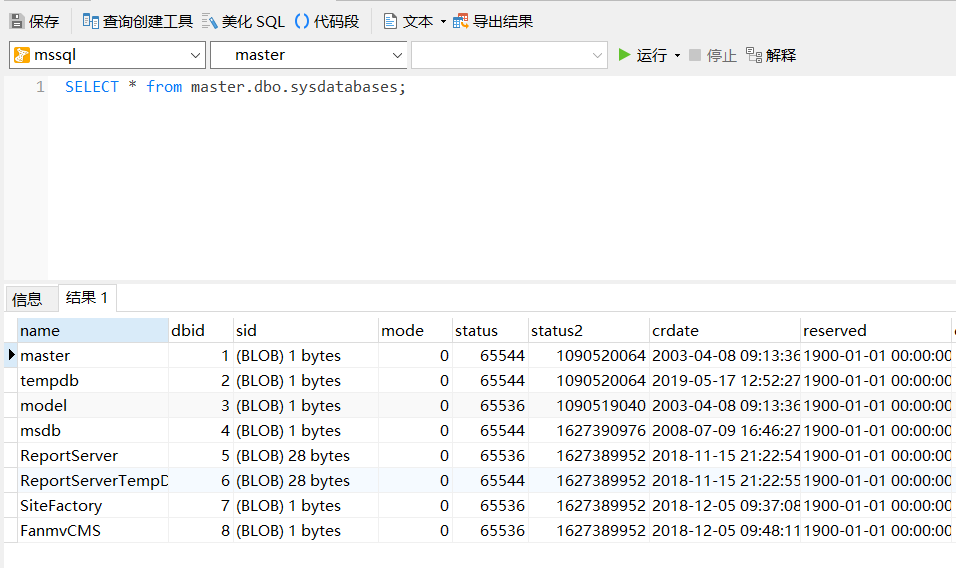 保存 查询创建工具 美化 SQL () 代码段 文本 导出结果
mssql master 运行 停止 解释
1 SELECT * from master.dbo.sysdatabases;
信息 结果 1
name dbid sid mode status status2 crdate reserved
master 1 (BLOB) 1 bytes 0 65544 1090520064 2003-04-08 09:13:36 1900-01-01 00:00:00
tempdb 2 (BLOB) 1 bytes 0 65544 1090520064 2019-05-17 12:52:27 1900-01-01 00:00:00
model 3 (BLOB) 1 bytes 0 65536 1090519040 2003-04-08 09:13:36 1900-01-01 00:00:00
msdb 4 (BLOB) 1 bytes 0 65544 1627390976 2008-07-09 16:46:27 1900-01-01 00:00:00
ReportServer 5 (BLOB) 28 bytes 0 65536 1627389952 2018-11-15 21:22:54 1900-01-01 00:00:00
ReportServerTempD 6 (BLOB) 28 bytes 0 65544 1627389952 2018-11-15 21:22:55 1900-01-01 00:00:00
SiteFactory 7 (BLOB) 1 bytes 0 65536 1627389952 2018-12-05 09:37:08 1900-01-01 00:00:00
FanmvCMS 8 (BLOB) 1 bytes 0 65536 1627389952 2018-12-05 09:48:11 1900-01-01 00:00:00